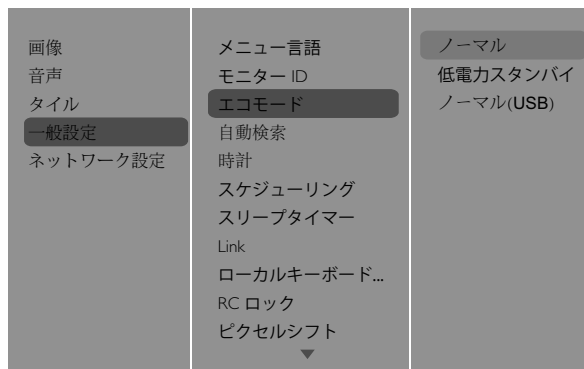 画像
音声
タイル
一般設定
ネットワーク設定
メニュー言語
モニター ID
エコモード
自動検索
時計
スケジューリング
スリープタイマー
Link
ローカルキーボード...
RC ロック
ピクセルシフト
ノーマル
低電力スタンバイ
ノーマル(USB)